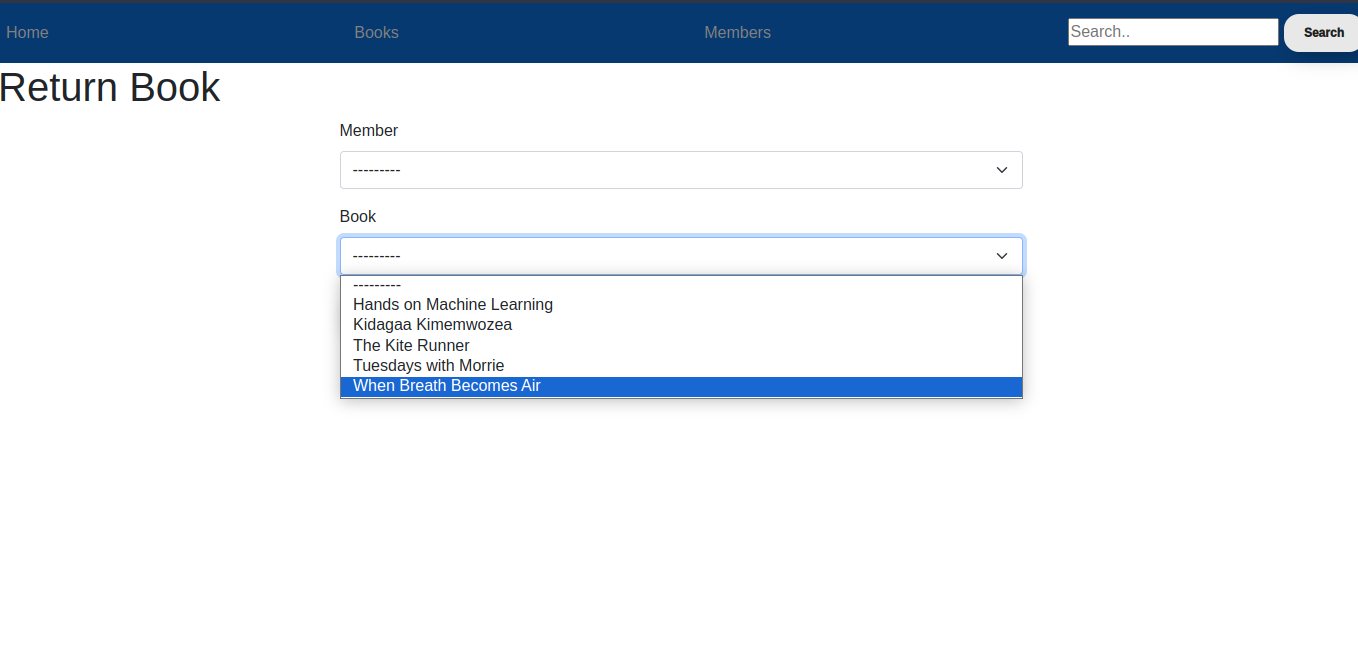 Home Books Members Search.. Search
Return Book
Member
---------
Book
---------
---------
Hands on Machine Learning
Kidagaa Kimemwozea
The Kite Runner
Tuesdays with Morrie
When Breath Becomes Air